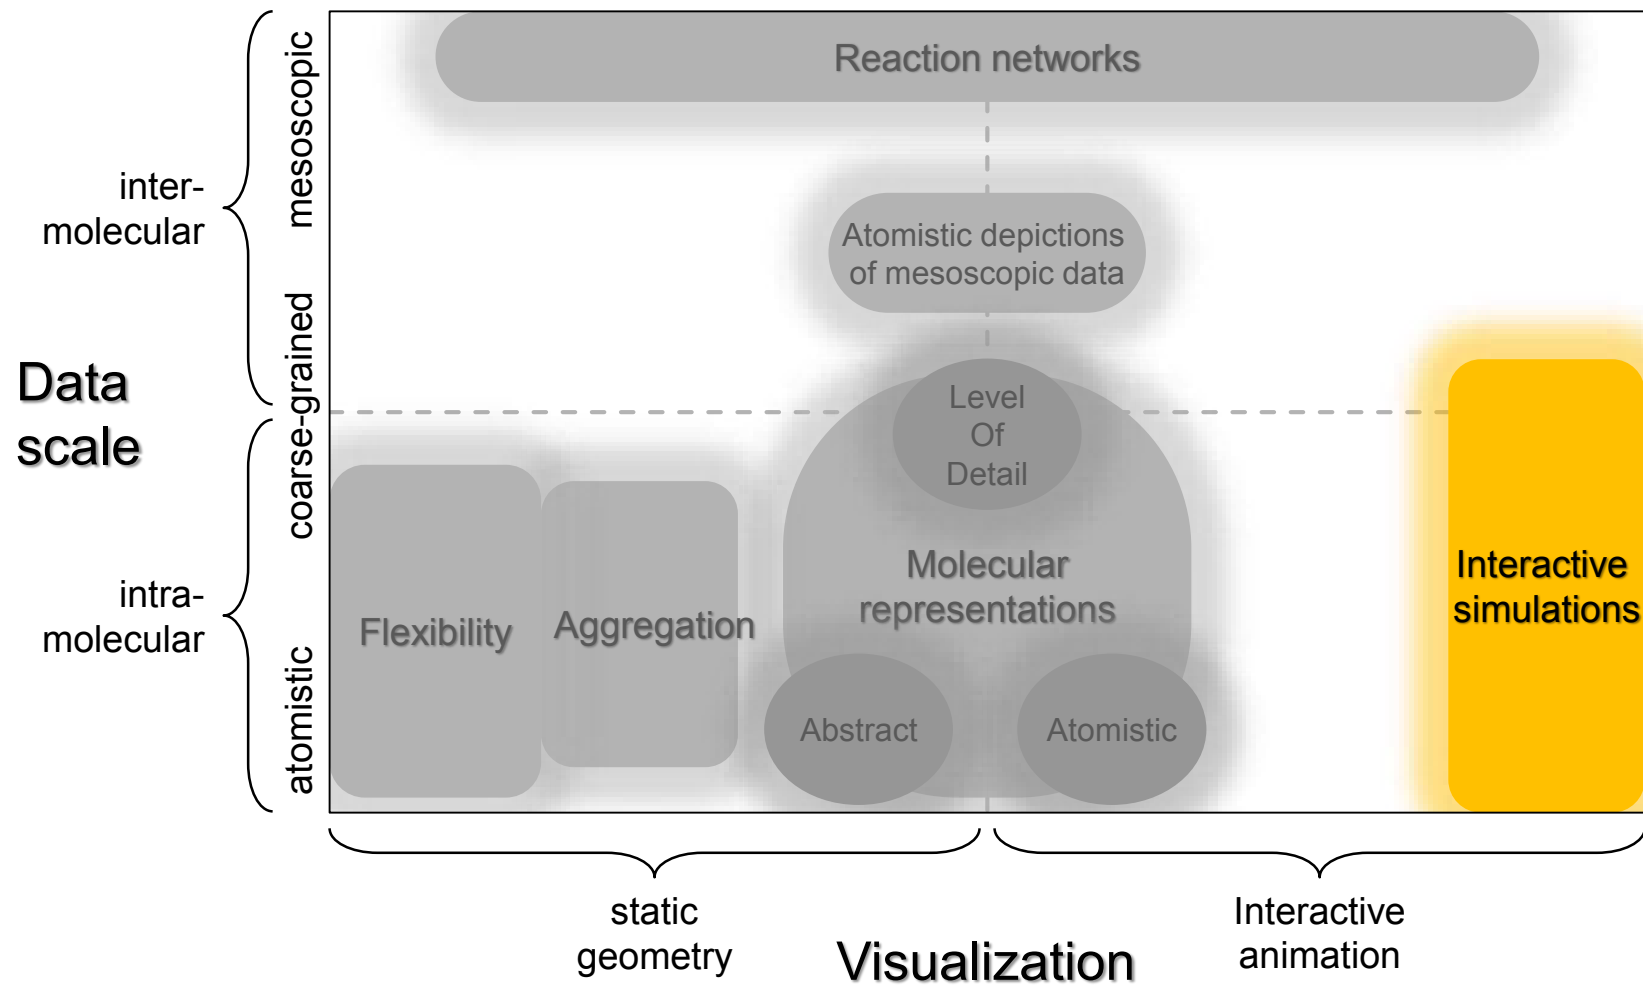 Reaction networks
mesoscopic
inter-
molecular
Atomistic depictions
of mesoscopic data
coarse-grained
Data
scale
Level
Of
Detail
Molecular
representations
Interactive
simulations
intra-
molecular
Flexibility
Aggregation
atomistic
Abstract
Atomistic
static
geometry
Visualization
Interactive
animation